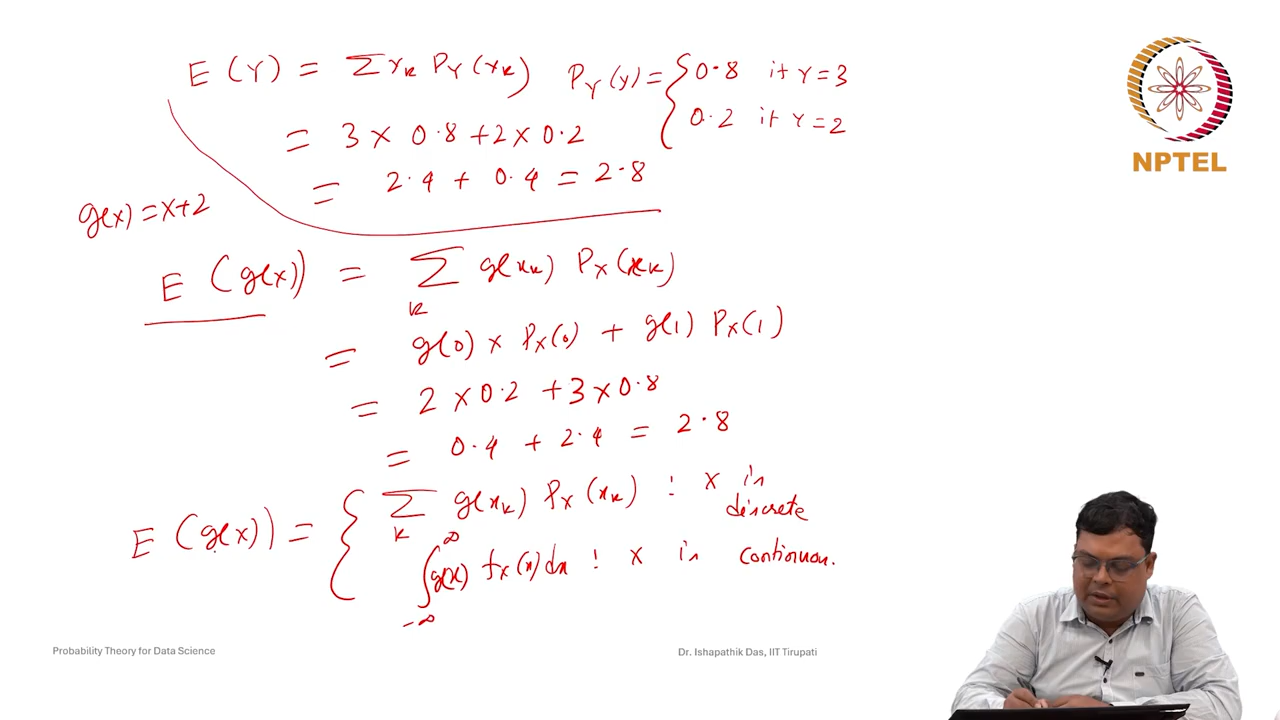 E (Y) = Σ x_k P_Y (x_k)   P_Y (y) = { 0.8 if Y = 3
0.2 if Y = 2
= 3 × 0.8 + 2 × 0.2
= 2.4 + 0.4 = 2.8
g(x) = x+2
E (g(x)) = Σ_k g(x_k) P_X (x_k)
= g(0) × P_X(0) + g(1) P_X(1)
= 2 × 0.2 + 3 × 0.8
= 0.4 + 2.4 = 2.8
E (g(x)) = { Σ_k g(x_k) P_X (x_k) : X is discrete
∫_{-∞}^{∞} g(x) f_X (x) dx : X is continuous.
NPTEL
Probability Theory for Data Science
Dr. Ishapathik Das, IIT Tirupati